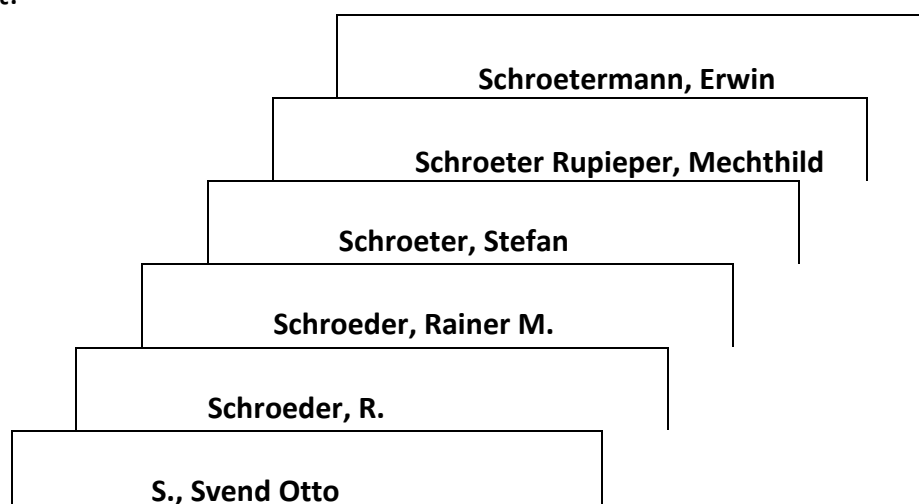 Schroetermann, Erwin
Schroeter Rupieper, Mechthild
Schroeter, Stefan
Schroeder, Rainer M.
Schroeder, R.
S., Svend Otto